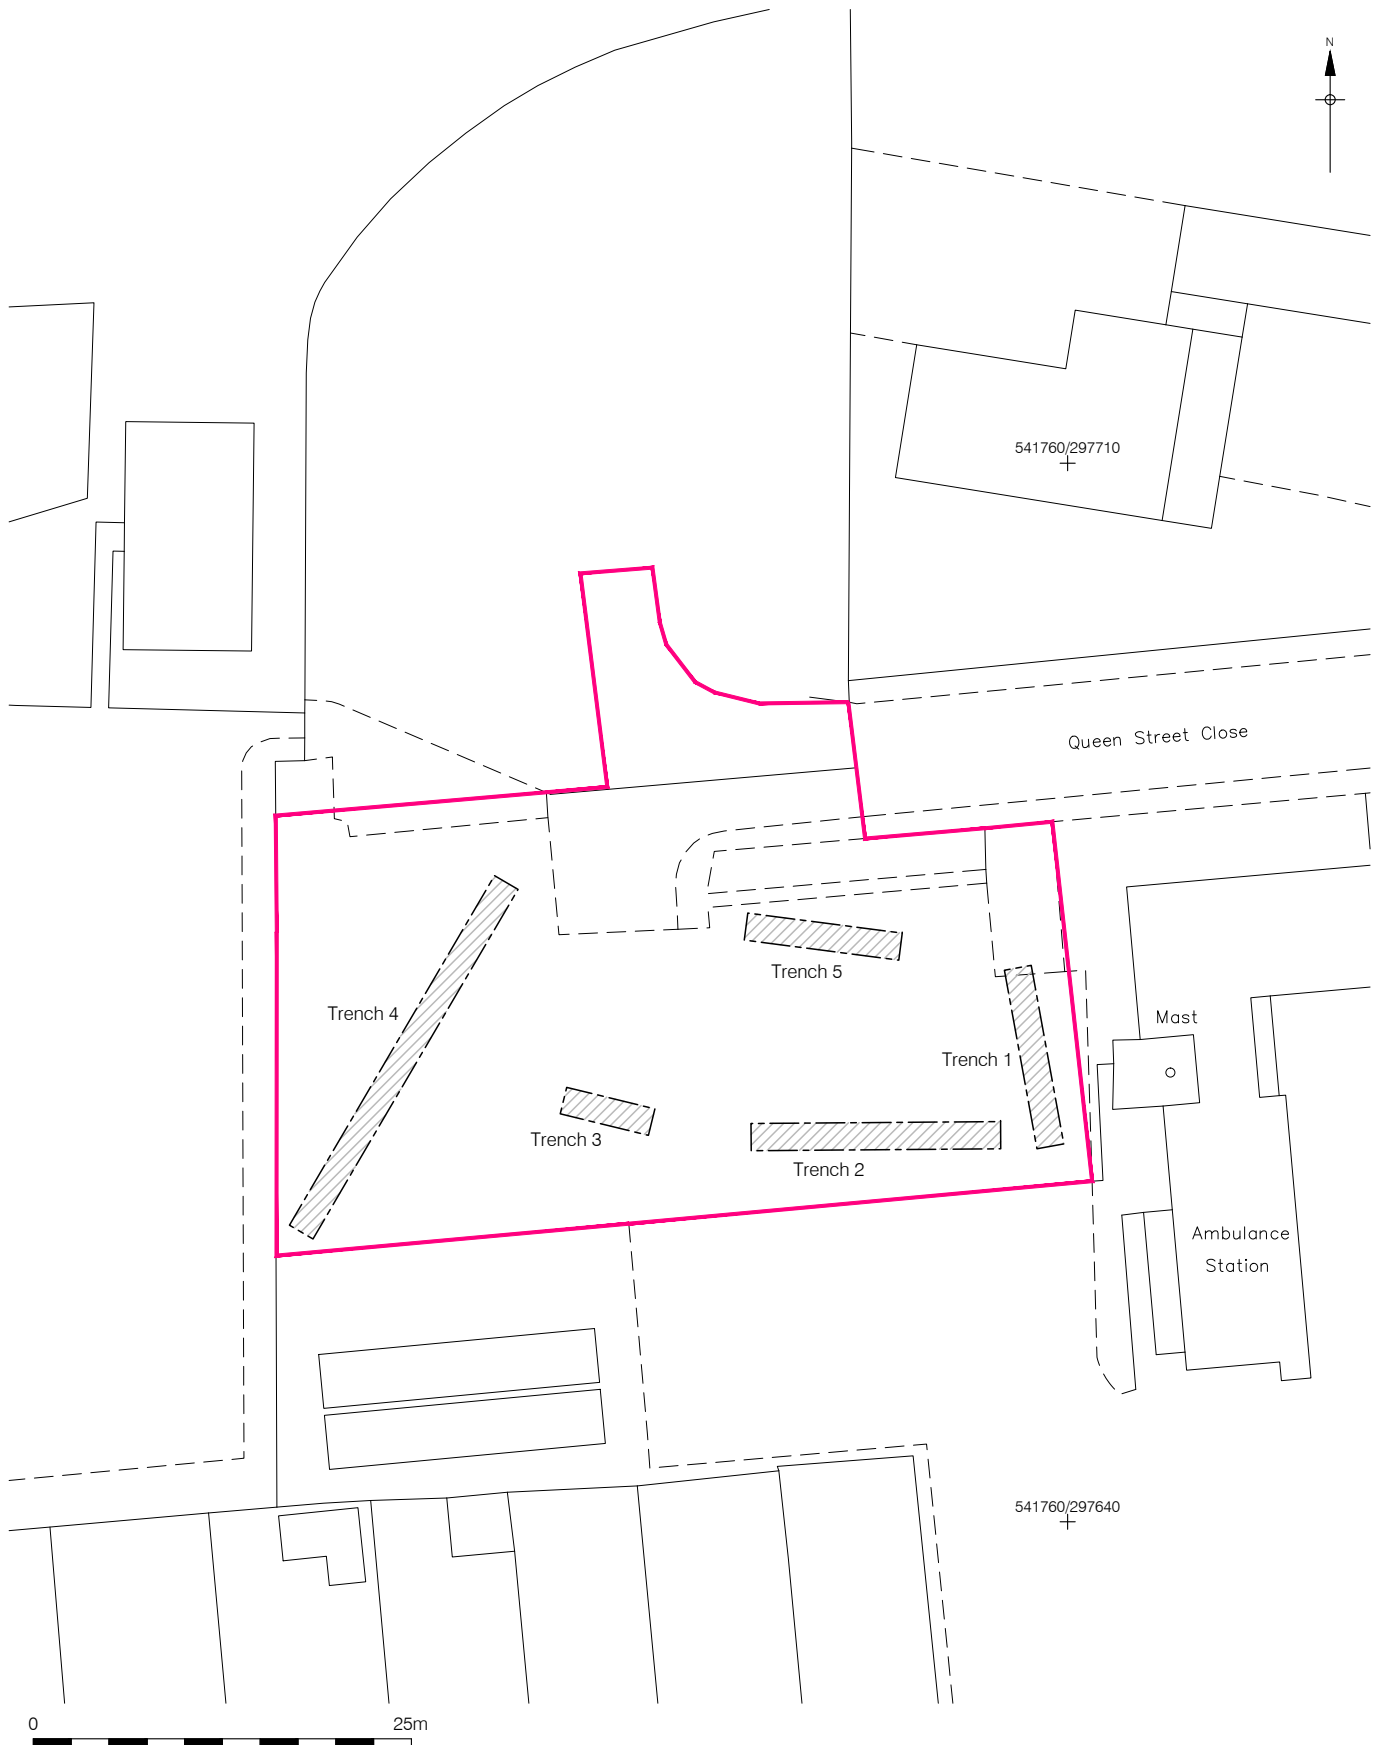 N
541760/297710
Queen Street Close
Trench 5
Trench 4
Mast
Trench 1
Trench 3
Trench 2
Ambulance
Station
541760/297640
0
25m